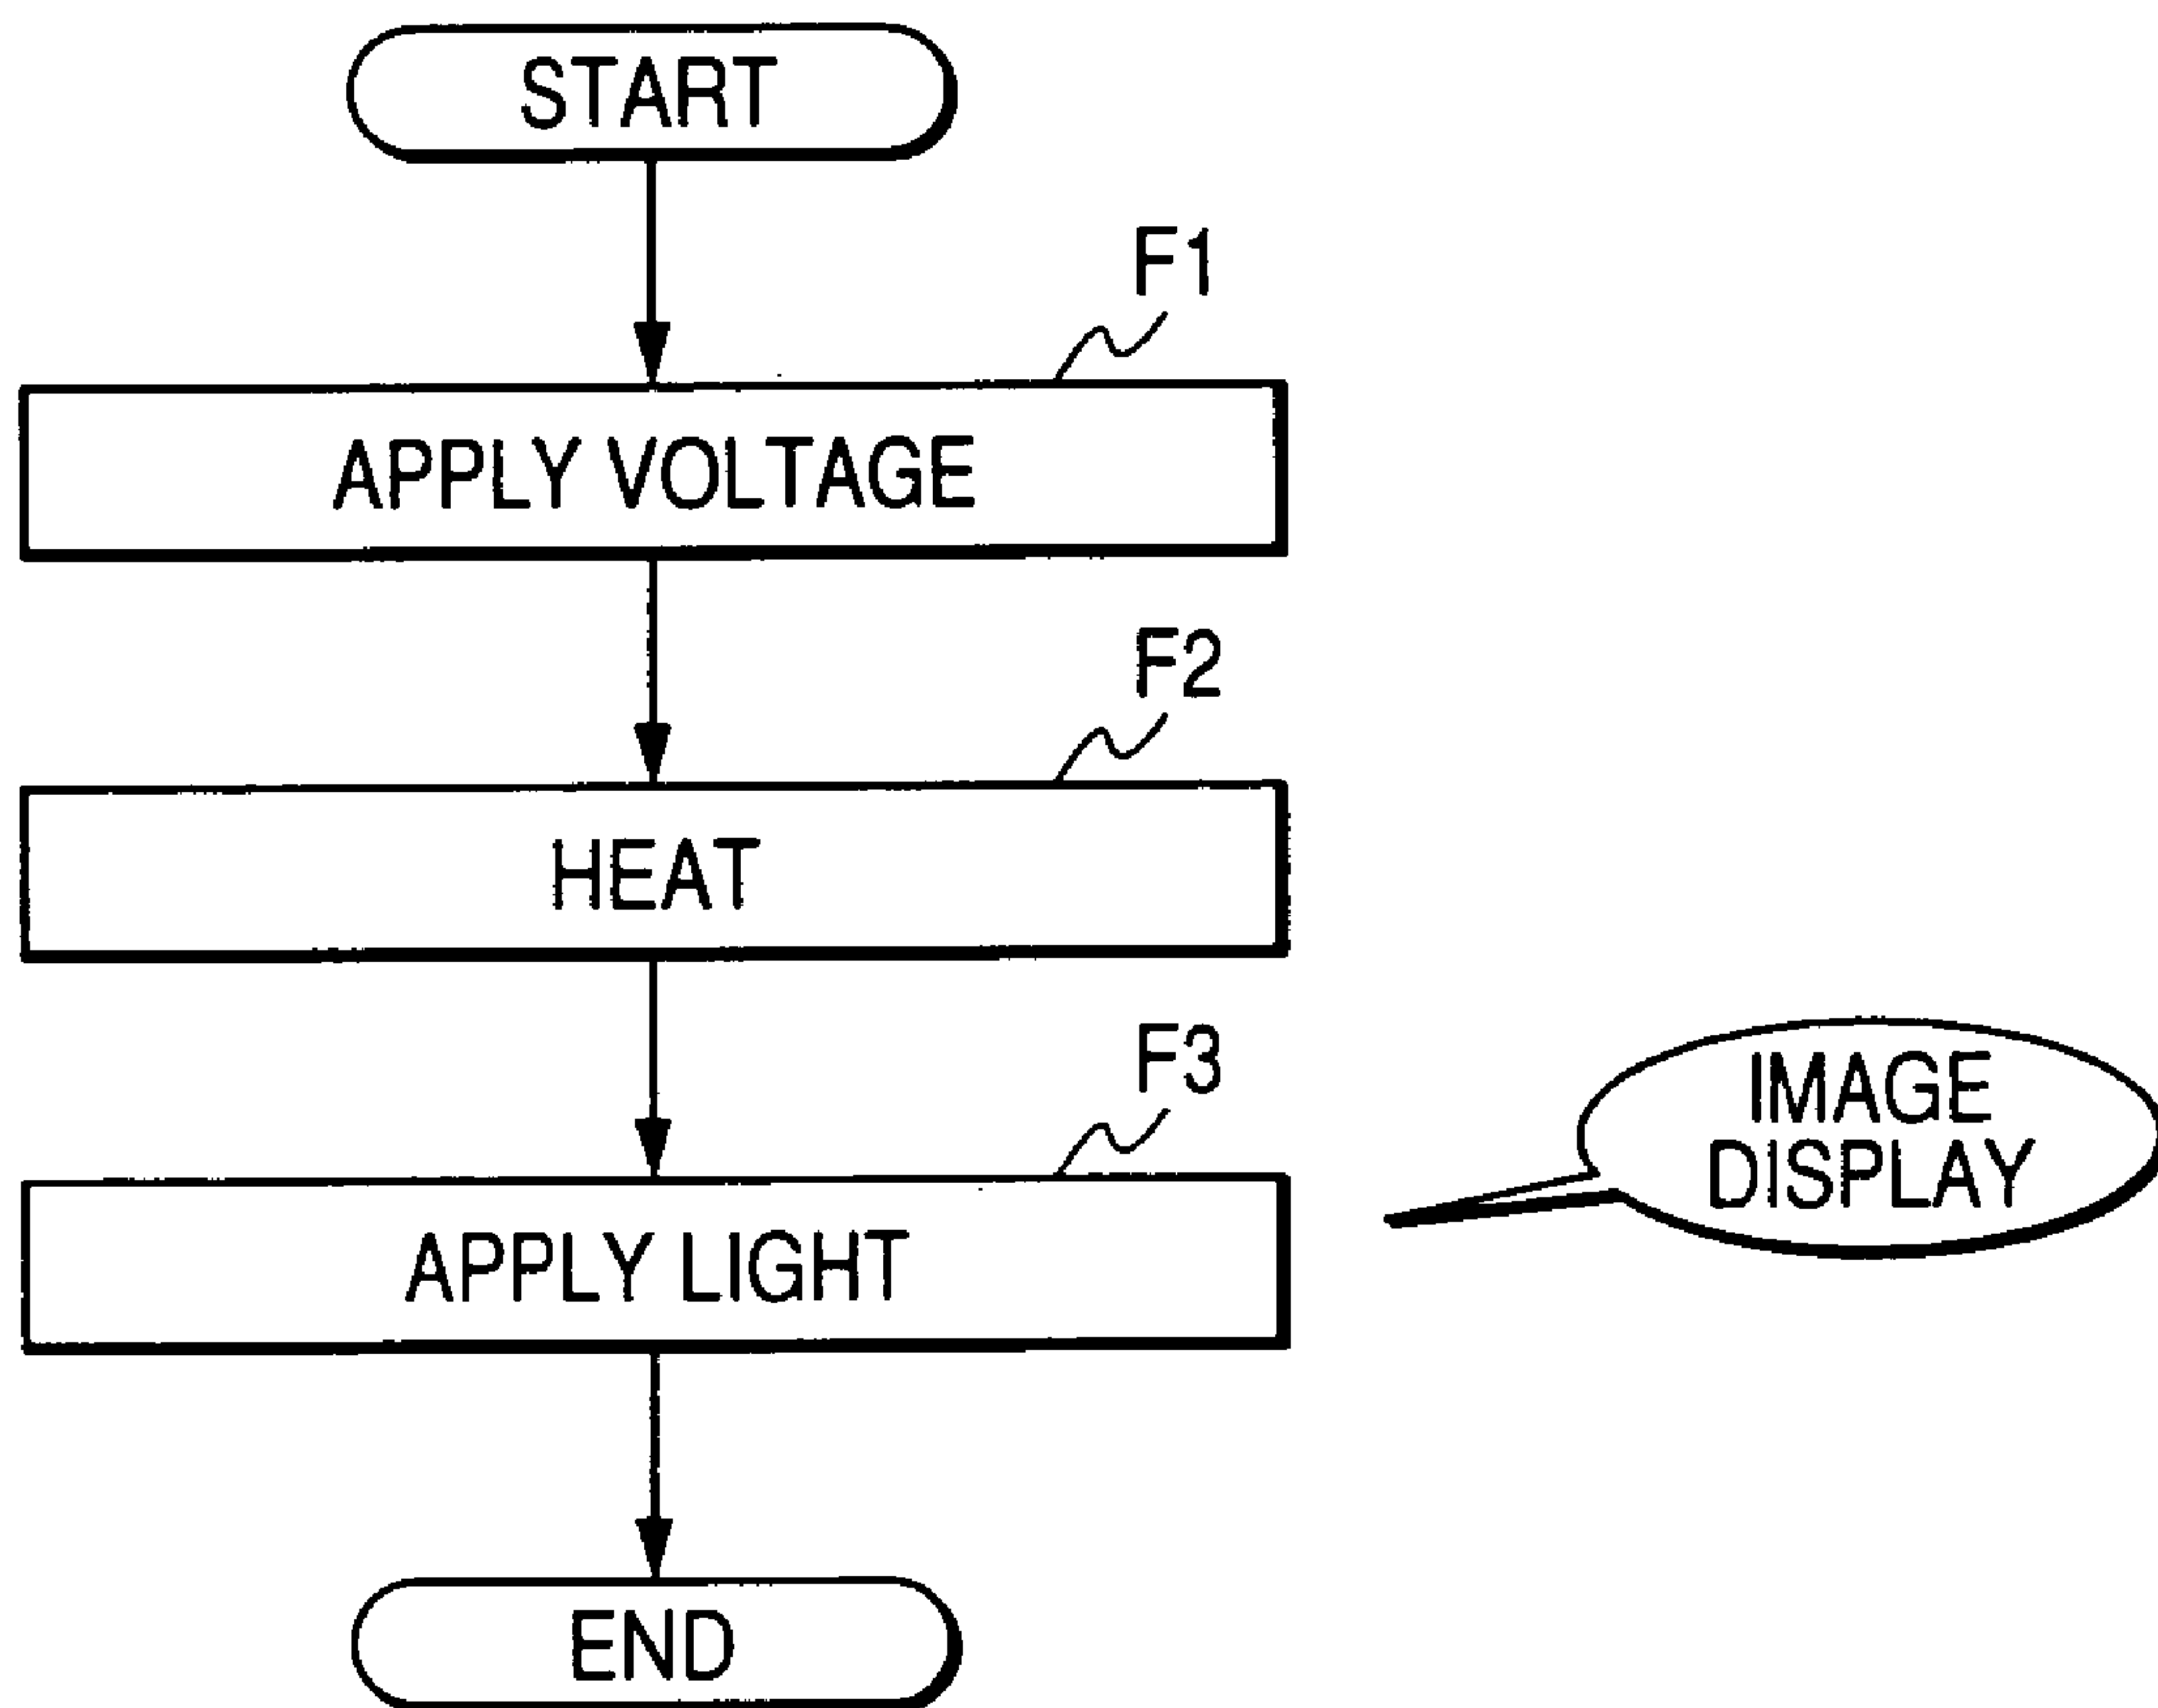 START
F1
APPLY VOLTAGE
F2
HEAT
F3
IMAGE
DISPLAY
APPLY LIGHT
END